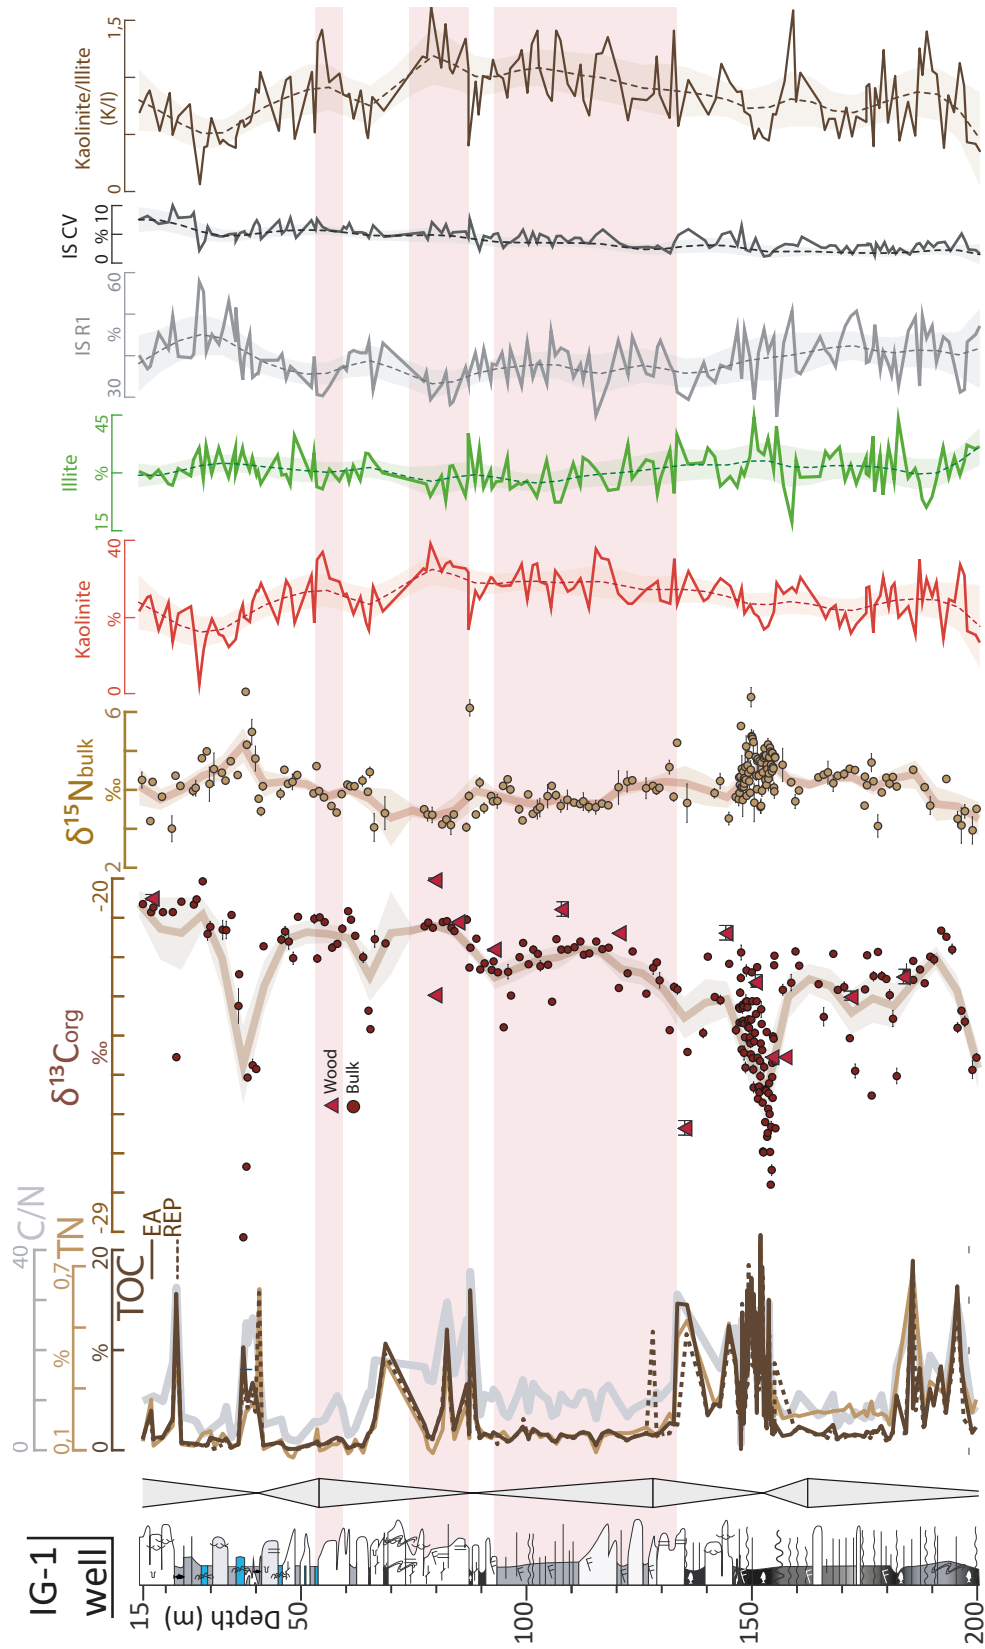 Kaolinite/Illite
(K/I)
0
1,5
IS CV
0 % 10
IS R1
30
%
60
Illite
15
%
45
Kaolinite
0
%
40
δ15Nbulk
2
‰
6
δ13Corg
-29
‰
-20
Wood
Bulk
C/N
0
40
TN
0,1
%
0,7
TOC
0
%
20
EA
REP
IG-1
well
Depth (m)
15
50
100
150
200
F
F
F
F
F
F
F